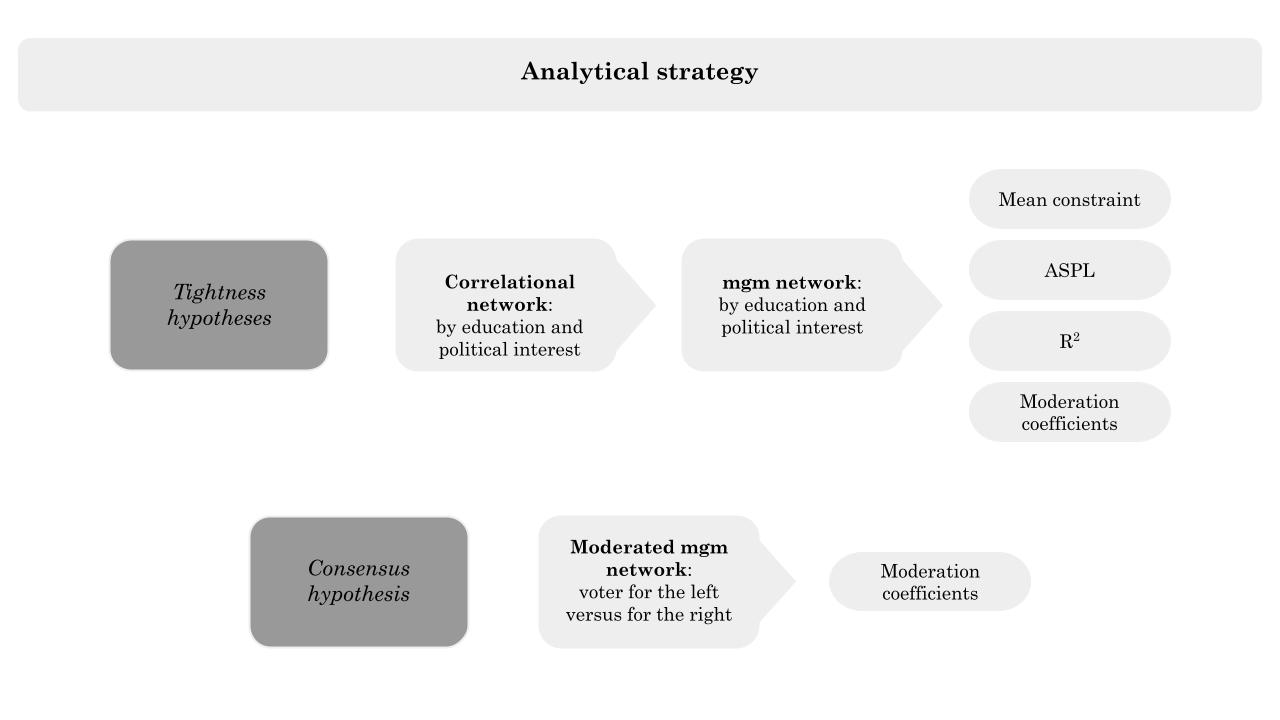 Analytical strategy
Tightness
hypotheses
Correlational
network:
by education and
political interest
mgm network:
by education and
political interest
Mean constraint
ASPL
R²
Moderation
coefficients
Consensus
hypothesis
Moderated mgm
network:
voter for the left
versus for the right
Moderation
coefficients